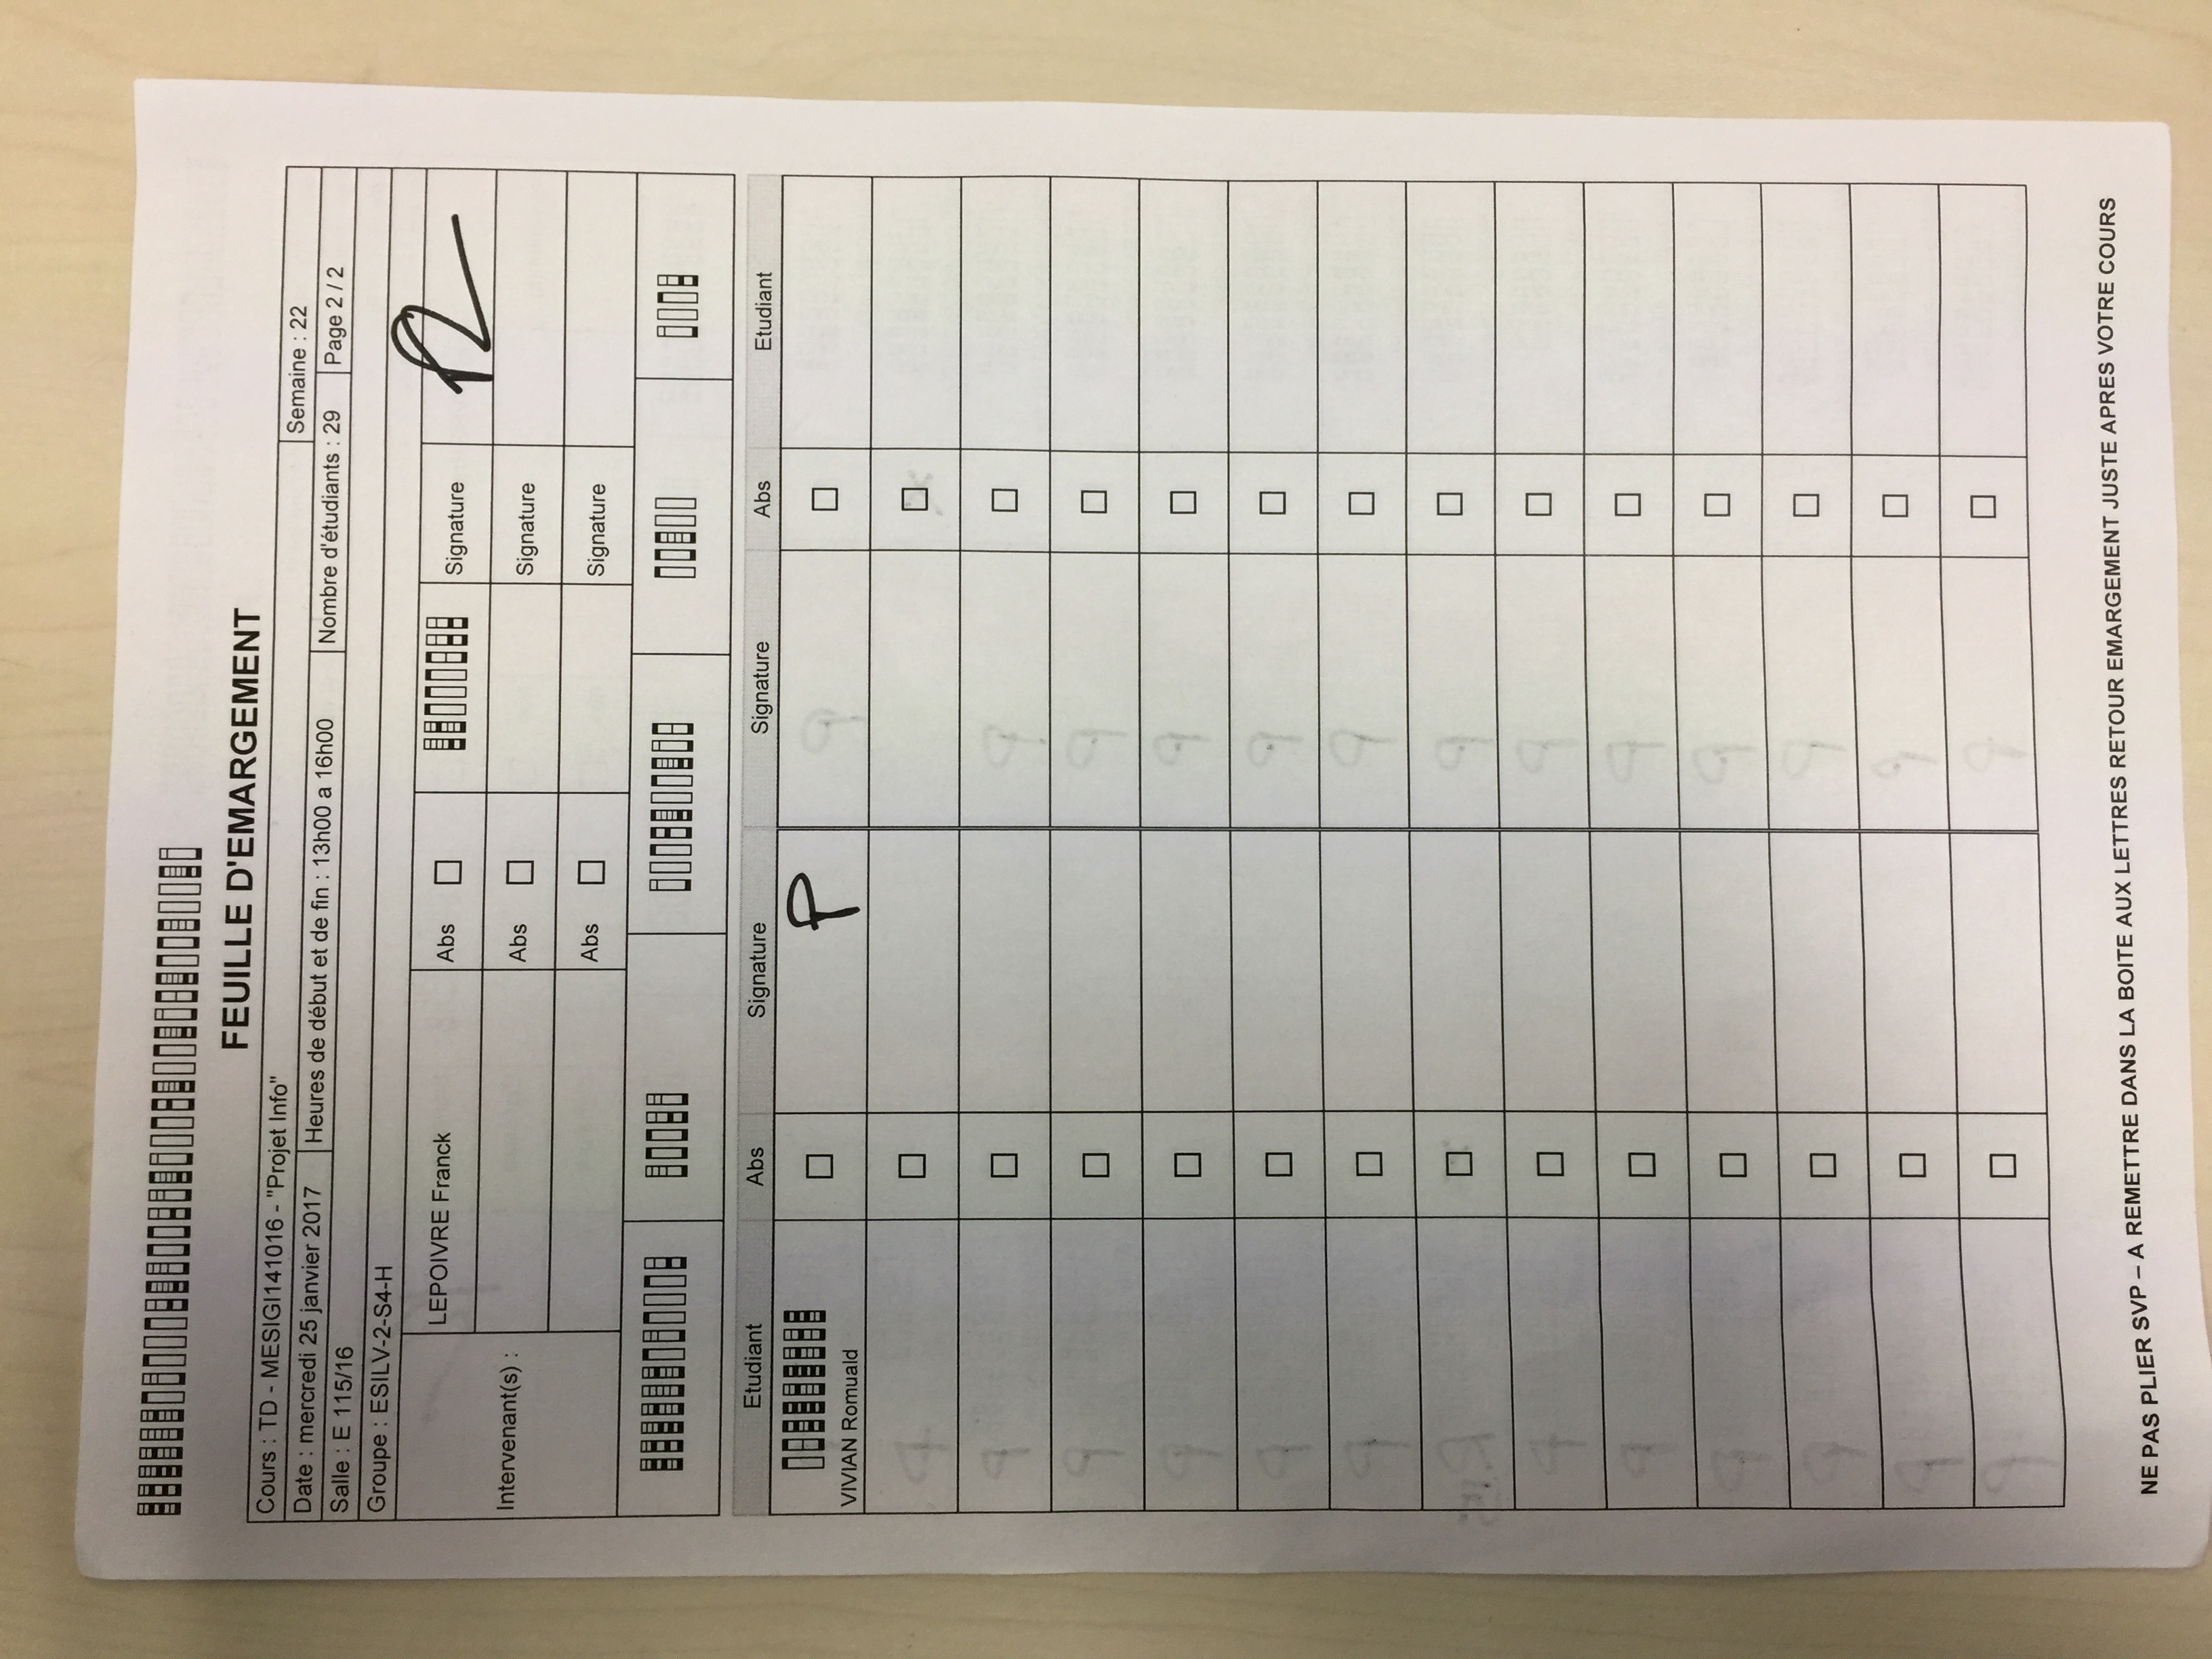 FEUILLE D'EMARGEMENT
Cours : TD - MESIGI141016 - "Projet Info"
Semaine : 22
Date : mercredi 25 janvier 2017
Heures de début et de fin : 13h00 a 16h00
Nombre d'étudiants : 29
Page 2 / 2
Salle : E 115/16
Groupe : ESILV-2-S4-H
Intervenant(s) :
LEPOIVRE Franck
Abs
Signature
Abs
Signature
Abs
Signature
Etudiant
Abs
Signature
Signature
Abs
Etudiant
VIVIAN Romuald
P
NE PAS PLIER SVP – A REMETTRE DANS LA BOITE AUX LETTRES RETOUR EMARGEMENT JUSTE APRES VOTRE COURS